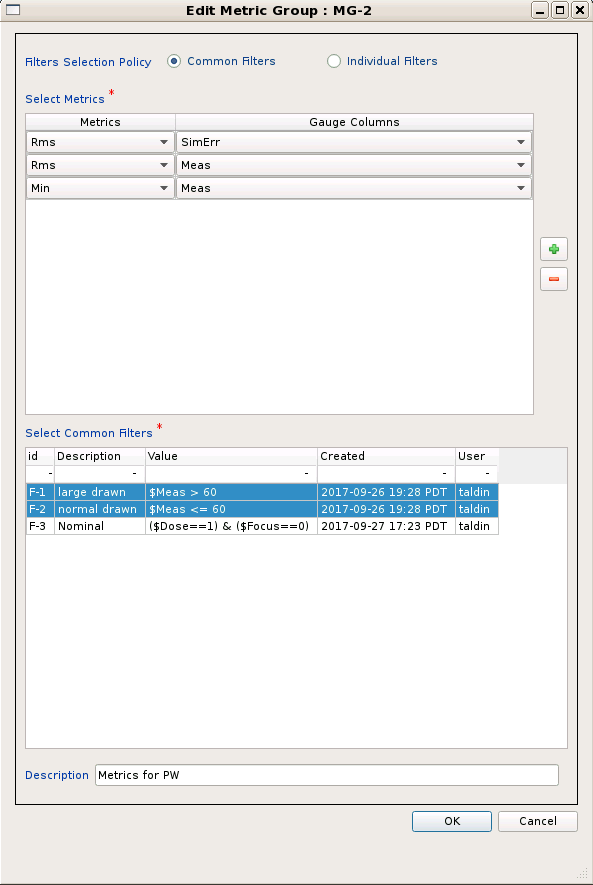 Edit Metric Group : MG-2
Filters Selection Policy Common Filters Individual Filters
Select Metrics *
Metrics Gauge Columns
Rms SimErr
Rms Meas
Min Meas
Select Common Filters *
id Description Value Created User
- - - - -
F-1 large drawn $Meas > 60 2017-09-26 19:28 PDT taldin
F-2 normal drawn $Meas <= 60 2017-09-26 19:28 PDT taldin
F-3 Nominal ($Dose==1) & ($Focus==0) 2017-09-27 17:23 PDT taldin
Description Metrics for PW
OK Cancel